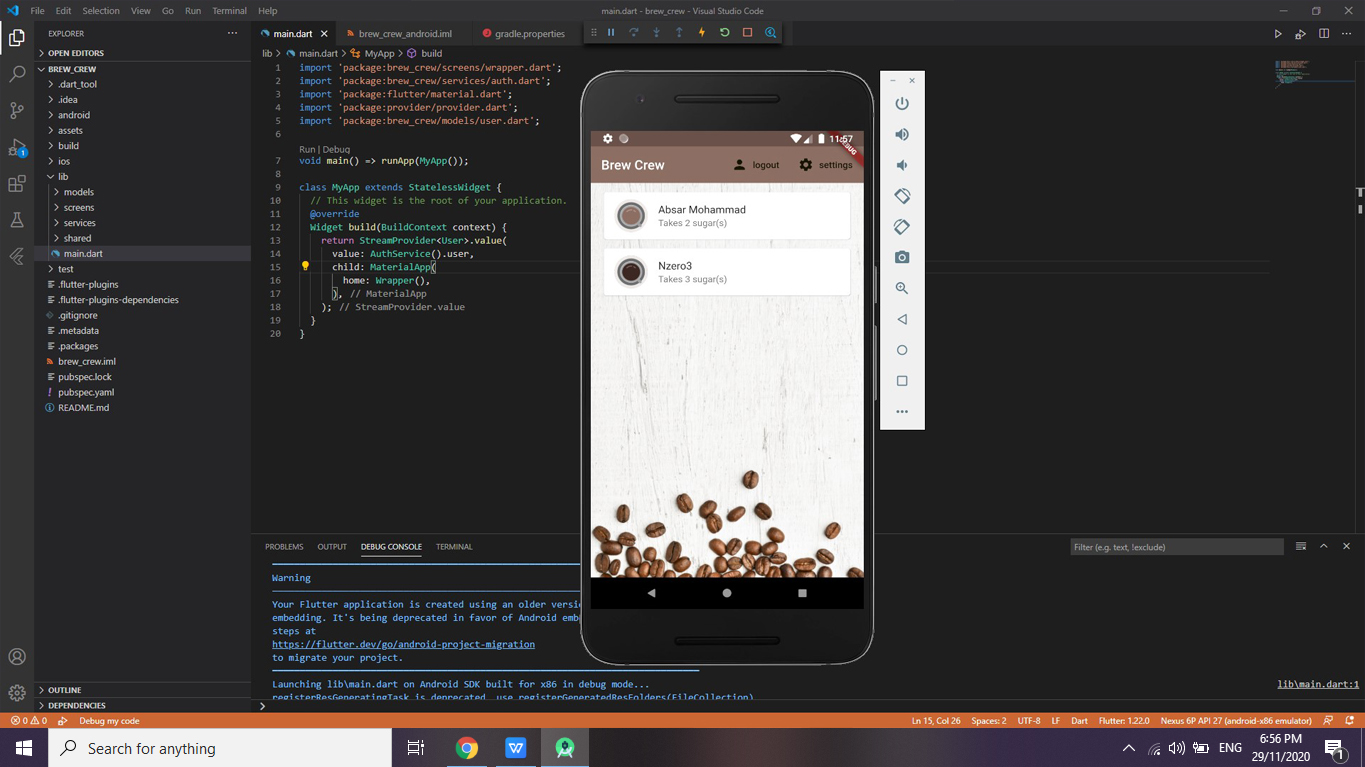 File Edit Selection View Go Run Terminal Help
main.dart - brew_crew - Visual Studio Code
EXPLORER
main.dart
brew_crew_android.iml
gradle.properties
OPEN EDITORS
lib > main.dart > MyApp > build
BREW_CREW
.dart_tool
.idea
android
assets
build
ios
lib
models
screens
services
shared
main.dart
test
.flutter-plugins
.flutter-plugins-dependencies
.gitignore
.metadata
.packages
brew_crew.iml
pubspec.lock
pubspec.yaml
README.md
OUTLINE
DEPENDENCIES
1 import 'package:brew_crew/screens/wrapper.dart';
2 import 'package:brew_crew/services/auth.dart';
3 import 'package:flutter/material.dart';
4 import 'package:provider/provider.dart';
5 import 'package:brew_crew/models/user.dart';
6
Run | Debug
7 void main() => runApp(MyApp());
8
9 class MyApp extends StatelessWidget {
10 // This widget is the root of your application.
11 @override
12 Widget build(BuildContext context) {
13 return StreamProvider<User>.value(
14 value: AuthService().user,
15 child: MaterialApp(
16 home: Wrapper(),
17 ), // MaterialApp
18 ); // StreamProvider.value
19 }
20 }
11:57
DEBUG
Brew Crew
logout
settings
Absar Mohammad
Takes 2 sugar(s)
Nzero3
Takes 3 sugar(s)
PROBLEMS OUTPUT DEBUG CONSOLE TERMINAL
Filter (e.g. text, !exclude)
Warning
Your Flutter application is created using an older versi
embedding. It's being deprecated in favor of Android emb
steps at
https://flutter.dev/go/android-project-migration
to migrate your project.
Launching lib\main.dart on Android SDK built for x86 in debug mode...
lib\main.dart:1
registerResGeneratingTask is deprecated, use registerGeneratedResFolders(FileCollection)
0 0
Debug my code
Ln 15, Col 26 Spaces: 2 UTF-8 LF Dart Flutter: 1.22.0 Nexus 6P API 27 (android-x86 emulator)
Search for anything
ENG
6:56 PM
29/11/2020
1